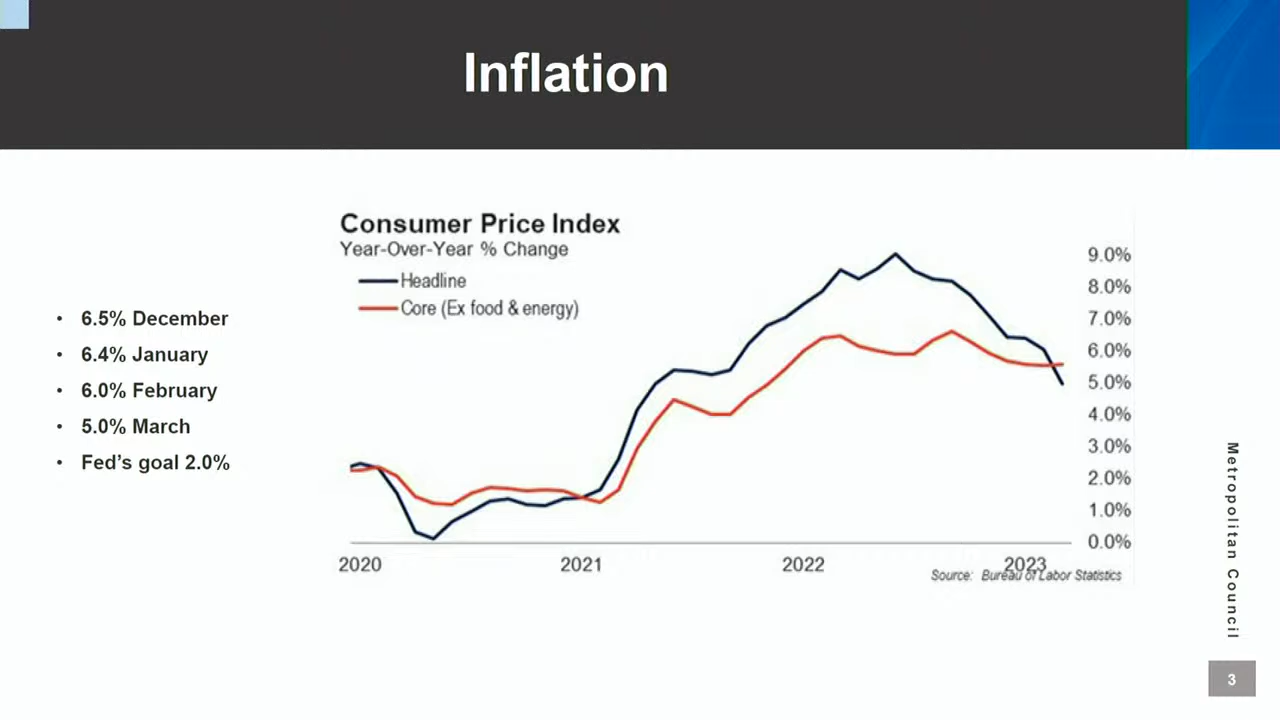 Inflation
• 6.5% December
• 6.4% January
• 6.0% February
• 5.0% March
• Fed's goal 2.0%
Consumer Price Index
Year-Over-Year % Change
Headline
Core (Ex food & energy)
9.0%
8.0%
7.0%
6.0%
5.0%
4.0%
3.0%
2.0%
1.0%
0.0%
2020 2021 2022 2023
Source: Bureau of Labor Statistics
Metropolitan Council
3